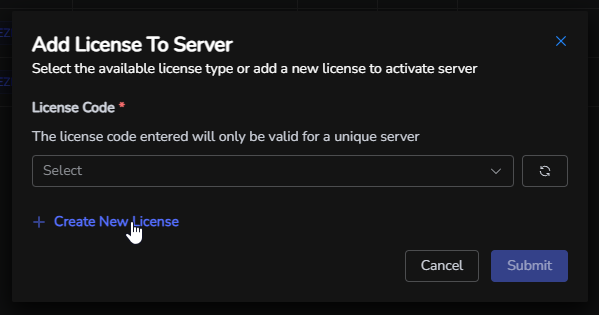 Add License To Server
Select the available license type or add a new license to activate server
License Code *
The license code entered will only be valid for a unique server
Select
+ Create New License
Cancel
Submit